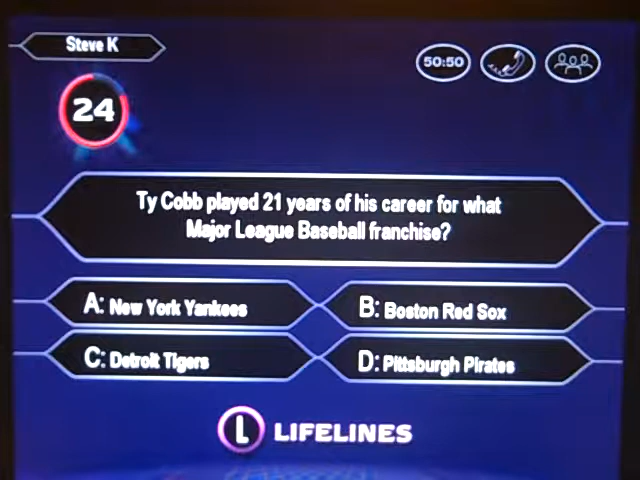 Steve K
50:50
24
Ty Cobb played 21 years of his career for what
Major League Baseball franchise?
A: New York Yankees
B: Boston Red Sox
C: Detroit Tigers
D: Pittsburgh Pirates
L LIFELINES